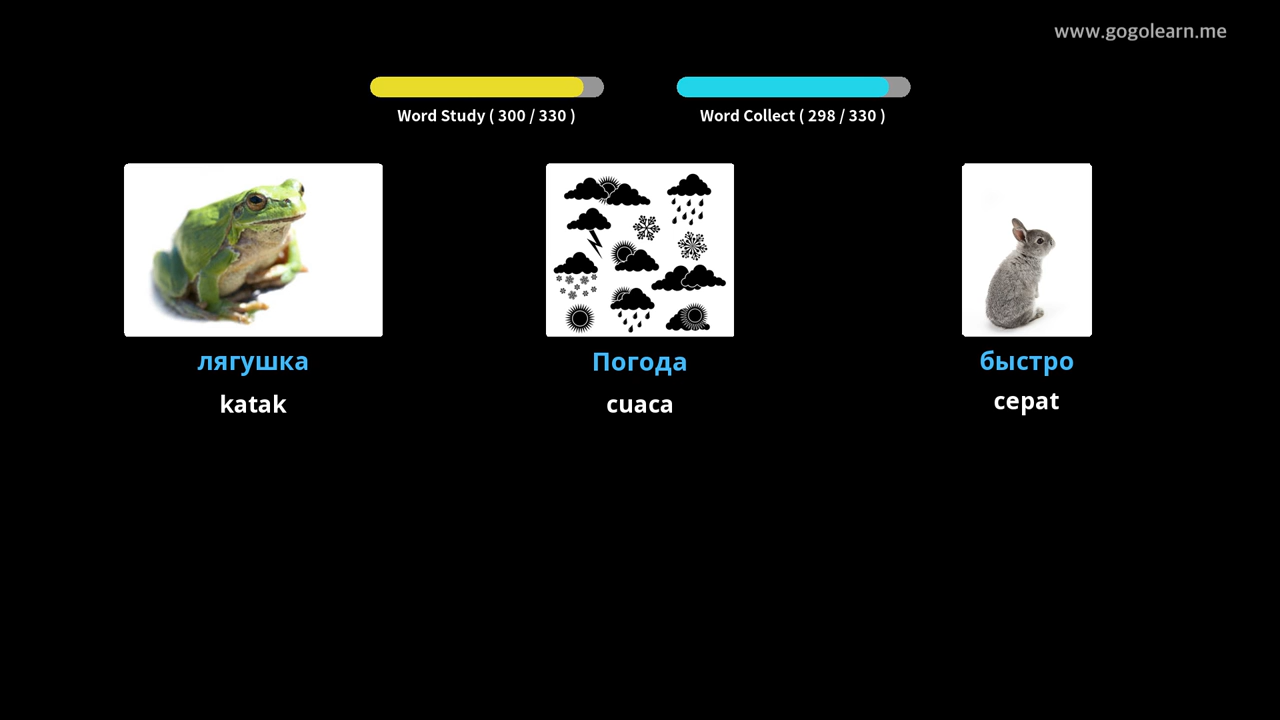 www.gogolearn.me
Word Study ( 300 / 330 )
Word Collect ( 298 / 330 )
лягушка
Погода
быстро
katak
cuaca
cepat